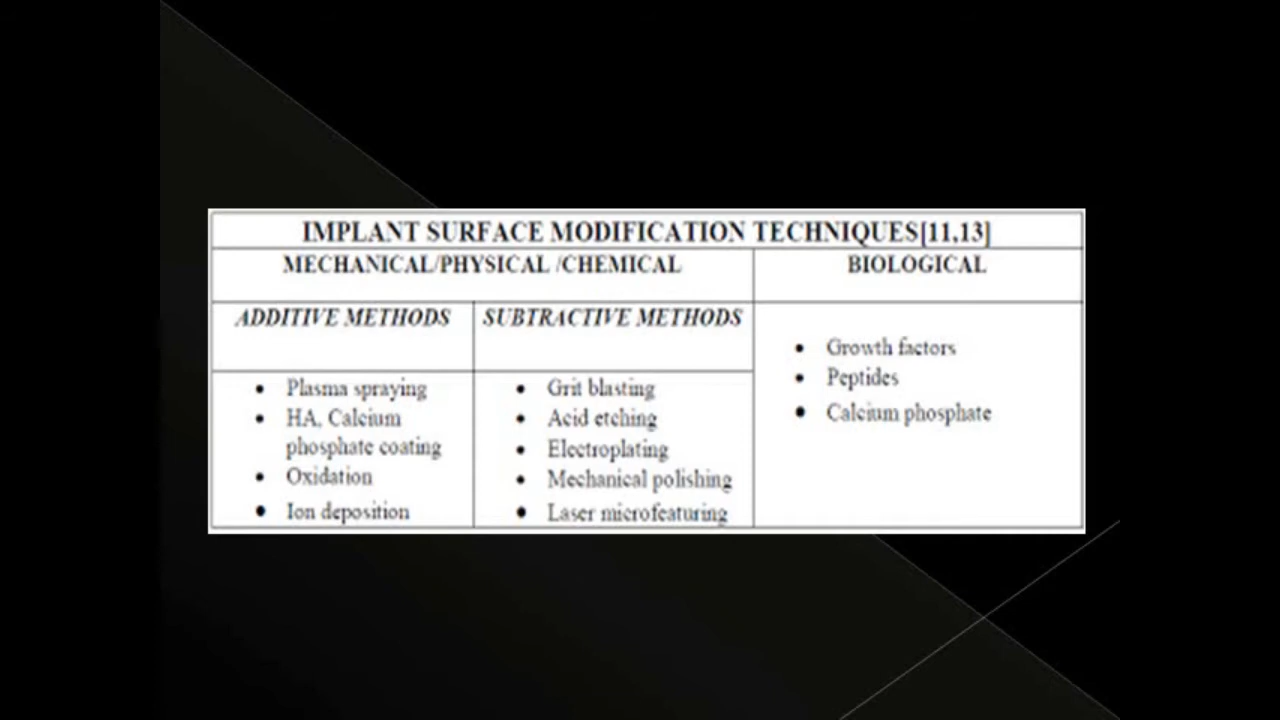 IMPLANT SURFACE MODIFICATION TECHNIQUES[11,13]
MECHANICAL/PHYSICAL /CHEMICAL
BIOLOGICAL
ADDITIVE METHODS
SUBTRACTIVE METHODS
• Plasma spraying
• HA, Calcium
phosphate coating
• Oxidation
• Ion deposition
• Grit blasting
• Acid etching
• Electroplating
• Mechanical polishing
• Laser microfeaturing
• Growth factors
• Peptides
• Calcium phosphate